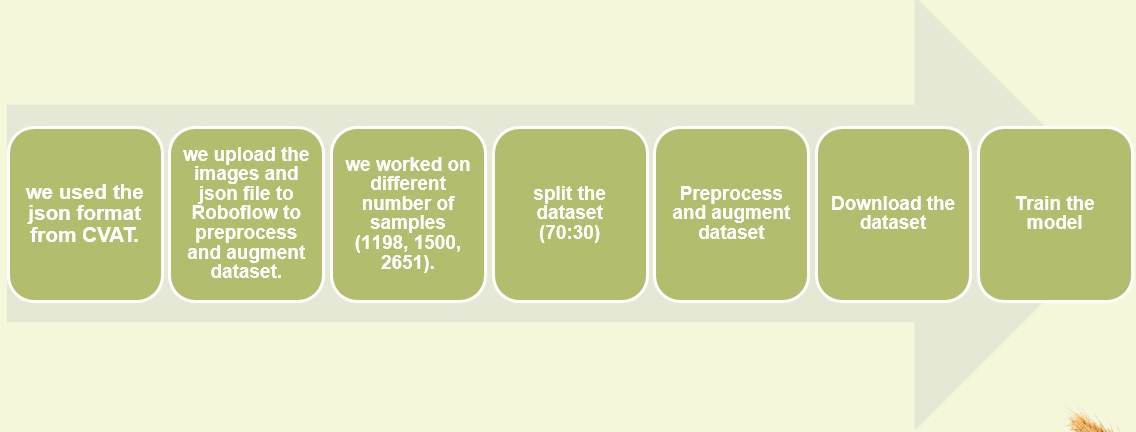 we used the
json format
from CVAT.
we upload the
images and
json file to
Roboflow to
preprocess
and augment
dataset.
we worked on
different
number of
samples
(1198, 1500,
2651).
split the
dataset
(70:30)
Preprocess
and augment
dataset
Download the
dataset
Train the
model